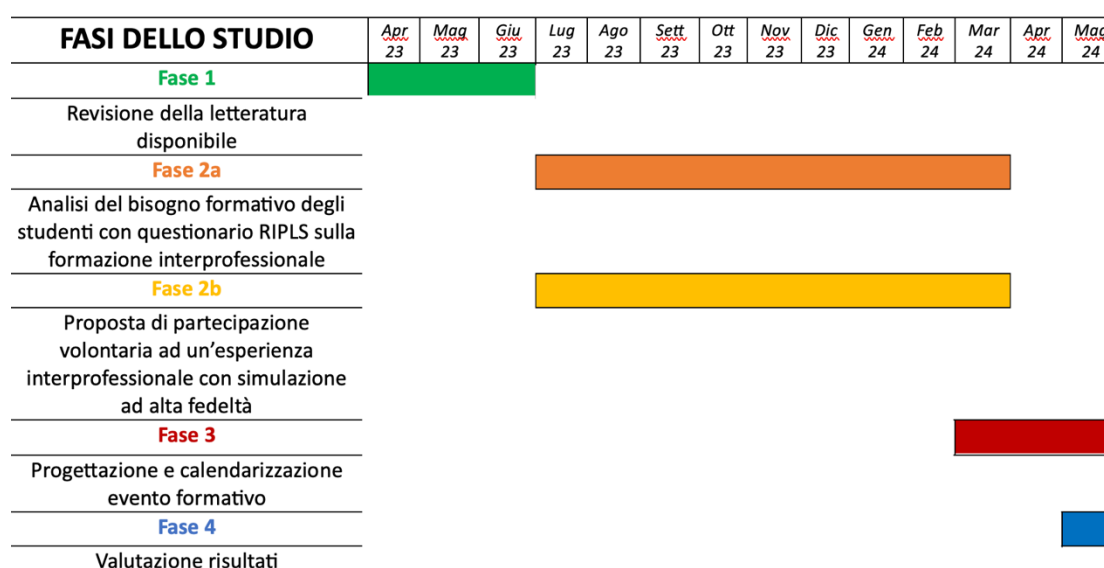 FASI DELLO STUDIO
Apr Mag Giu Lug Ago Sett Ott Nov Dic Gen Feb Mar Apr Mag
23 23 23 23 23 23 23 23 23 24 24 24 24 24
Fase 1
Revisione della letteratura
disponibile
Fase 2a
Analisi del bisogno formativo degli
studenti con questionario RIPLS sulla
formazione interprofessionale
Fase 2b
Proposta di partecipazione
volontaria ad un'esperienza
interprofessionale con simulazione
ad alta fedeltà
Fase 3
Progettazione e calendarizzazione
evento formativo
Fase 4
Valutazione risultati